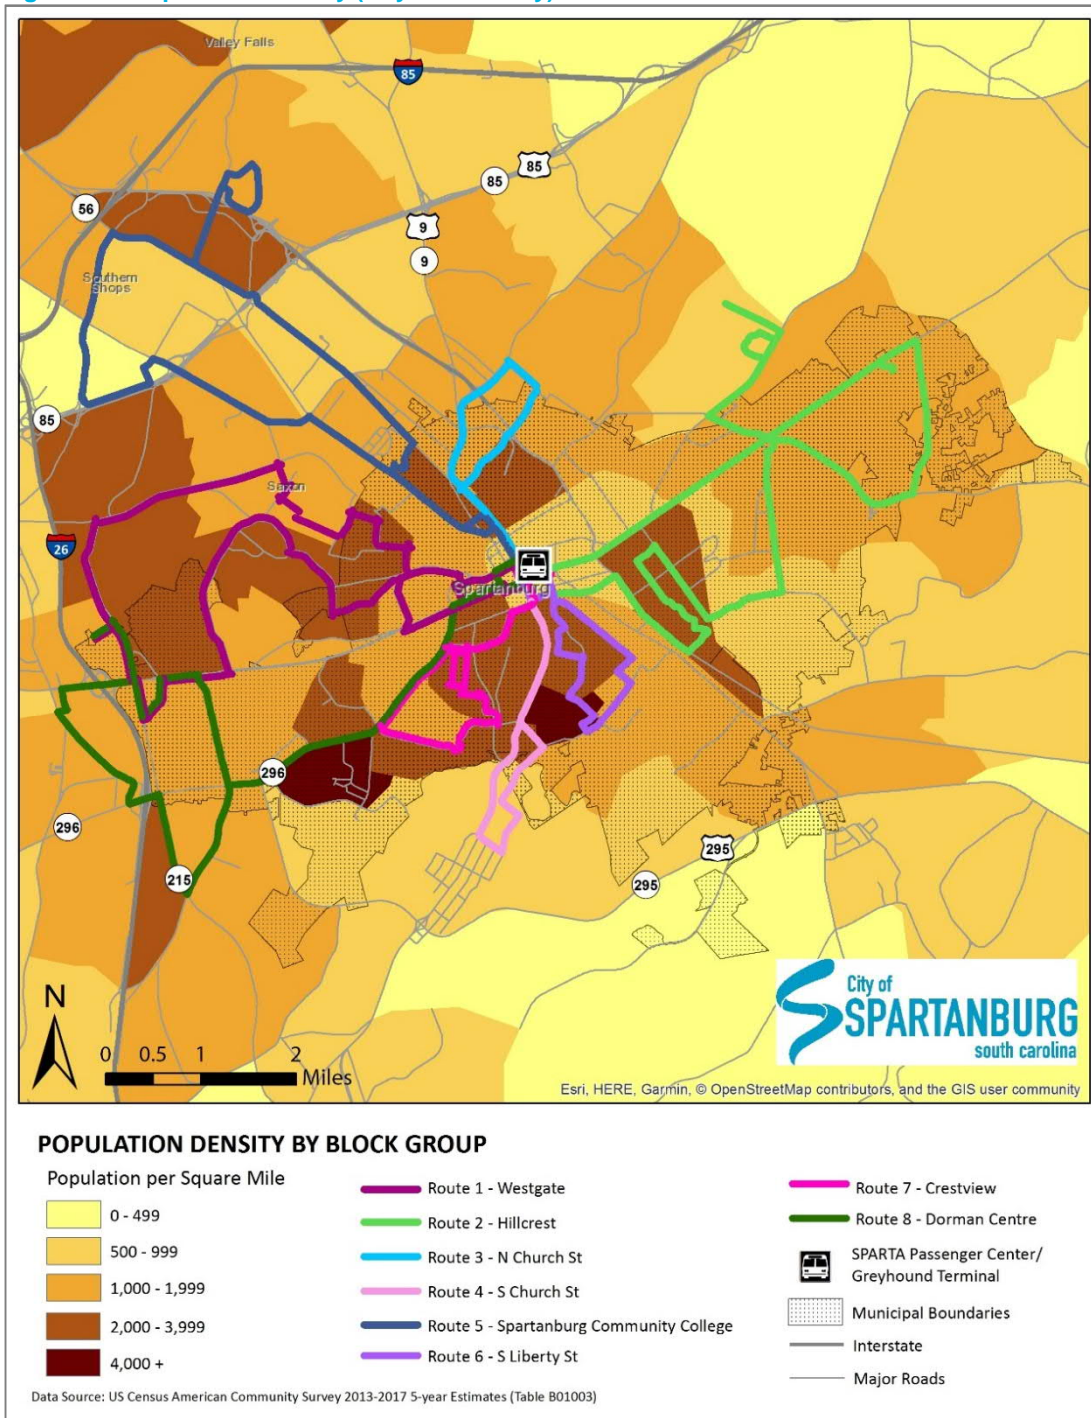 Valley Falls
85
85
85
56
9
9
Southern
Shops
85
Saxon
26
Spartanburg
296
296
215
295
295
N
0 0.5 1 2
Miles
City of
SPARTANBURG
south carolina
Esri, HERE, Garmin, © OpenStreetMap contributors, and the GIS user community
POPULATION DENSITY BY BLOCK GROUP
Population per Square Mile
0 - 499
500 - 999
1,000 - 1,999
2,000 - 3,999
4,000 +
Route 1 - Westgate
Route 2 - Hillcrest
Route 3 - N Church St
Route 4 - S Church St
Route 5 - Spartanburg Community College
Route 6 - S Liberty St
Route 7 - Crestview
Route 8 - Dorman Centre
SPARTA Passenger Center/
Greyhound Terminal
Municipal Boundaries
Interstate
Major Roads
Data Source: US Census American Community Survey 2013-2017 5-year Estimates (Table B01003)